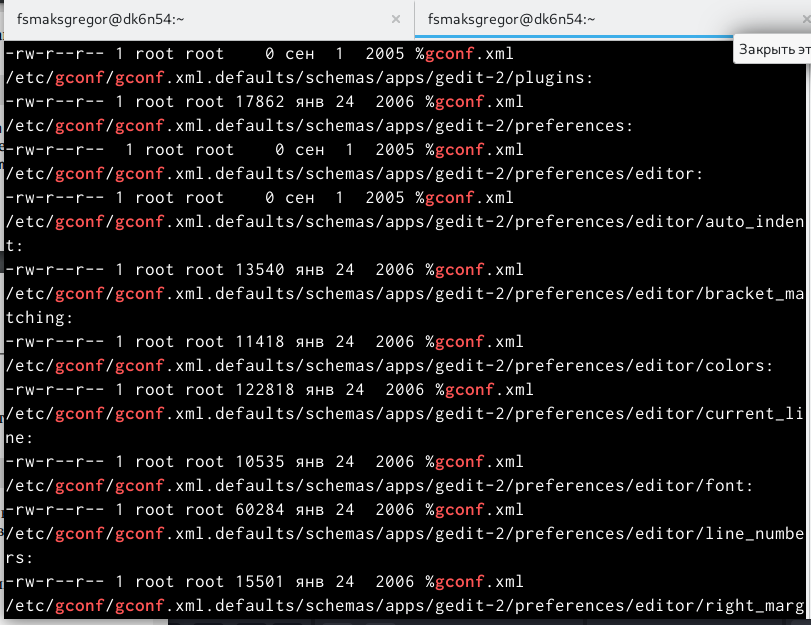 fsmaksgregor@dk6n54:~ × fsmaksgregor@dk6n54:~ ×
Закрыть эт
-rw-r--r-- 1 root root    0 сен  1  2005 %gconf.xml
/etc/gconf/gconf.xml.defaults/schemas/apps/gedit-2/plugins:
-rw-r--r-- 1 root root 17862 янв 24  2006 %gconf.xml
/etc/gconf/gconf.xml.defaults/schemas/apps/gedit-2/preferences:
-rw-r--r--  1 root root    0 сен  1  2005 %gconf.xml
/etc/gconf/gconf.xml.defaults/schemas/apps/gedit-2/preferences/editor:
-rw-r--r-- 1 root root    0 сен  1  2005 %gconf.xml
/etc/gconf/gconf.xml.defaults/schemas/apps/gedit-2/preferences/editor/auto_inden
t:
-rw-r--r-- 1 root root 13540 янв 24  2006 %gconf.xml
/etc/gconf/gconf.xml.defaults/schemas/apps/gedit-2/preferences/editor/bracket_ma
tching:
-rw-r--r-- 1 root root 11418 янв 24  2006 %gconf.xml
/etc/gconf/gconf.xml.defaults/schemas/apps/gedit-2/preferences/editor/colors:
-rw-r--r-- 1 root root 122818 янв 24  2006 %gconf.xml
/etc/gconf/gconf.xml.defaults/schemas/apps/gedit-2/preferences/editor/current_li
ne:
-rw-r--r-- 1 root root 10535 янв 24  2006 %gconf.xml
/etc/gconf/gconf.xml.defaults/schemas/apps/gedit-2/preferences/editor/font:
-rw-r--r-- 1 root root 60284 янв 24  2006 %gconf.xml
/etc/gconf/gconf.xml.defaults/schemas/apps/gedit-2/preferences/editor/line_numbe
rs:
-rw-r--r-- 1 root root 15501 янв 24  2006 %gconf.xml
/etc/gconf/gconf.xml.defaults/schemas/apps/gedit-2/preferences/editor/right_marg